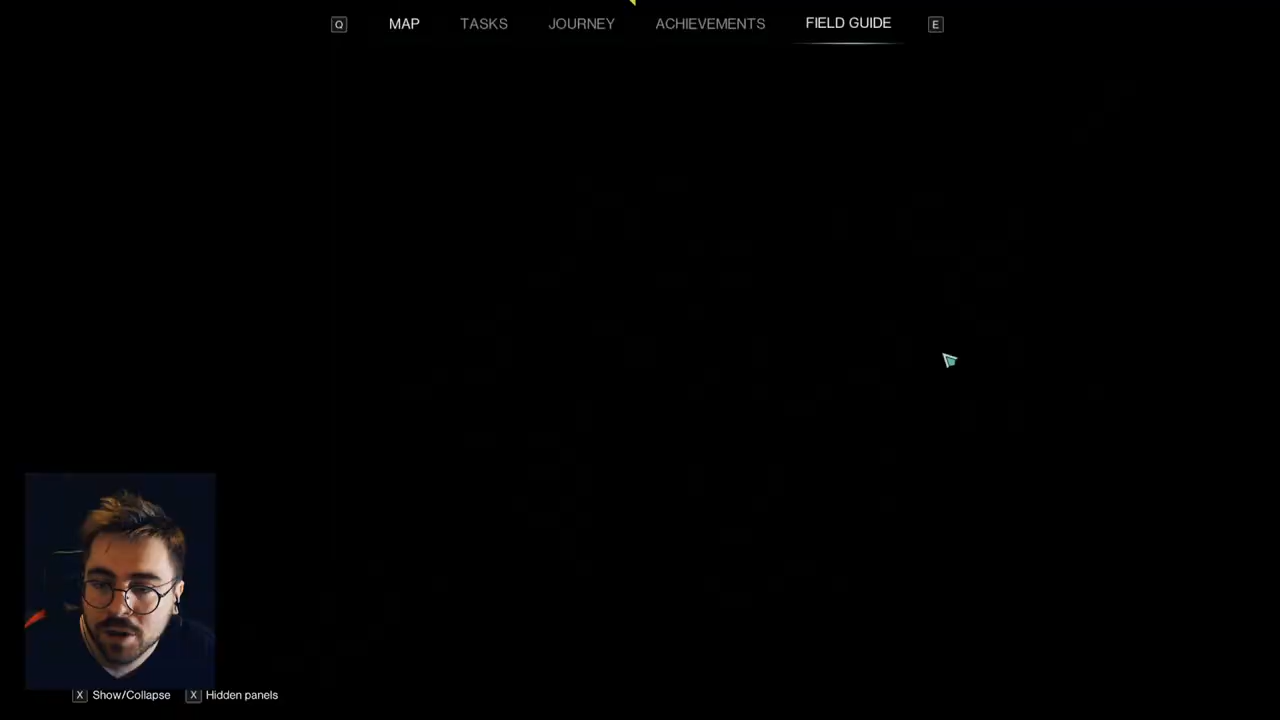 Q MAP TASKS JOURNEY ACHIEVEMENTS FIELD GUIDE E
X Show/Collapse X Hidden panels